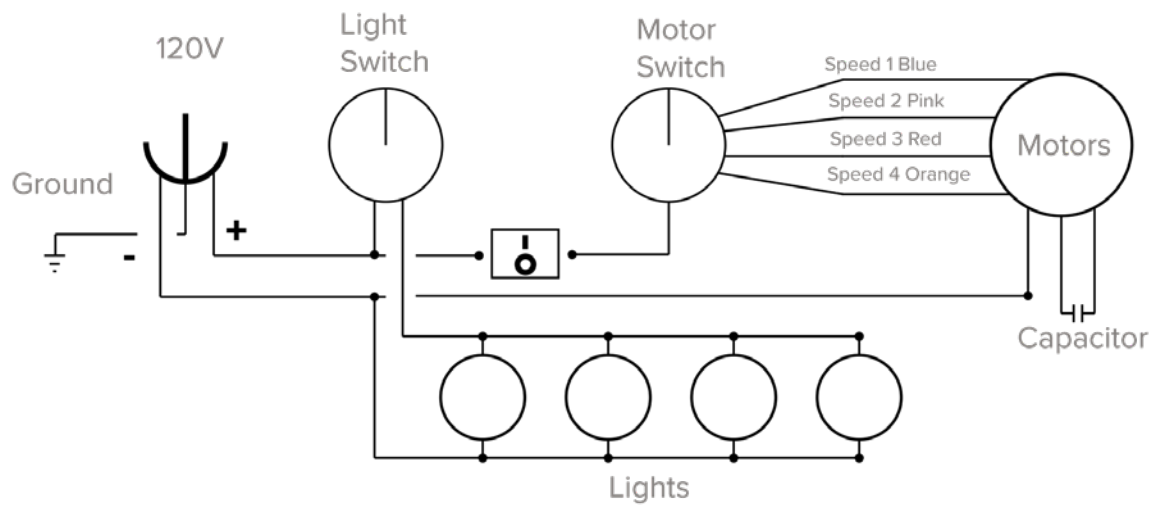 120V
Light
Switch
Motor
Switch
Speed 1 Blue
Speed 2 Pink
Speed 3 Red
Speed 4 Orange
Motors
Ground
+
-
Capacitor
Lights